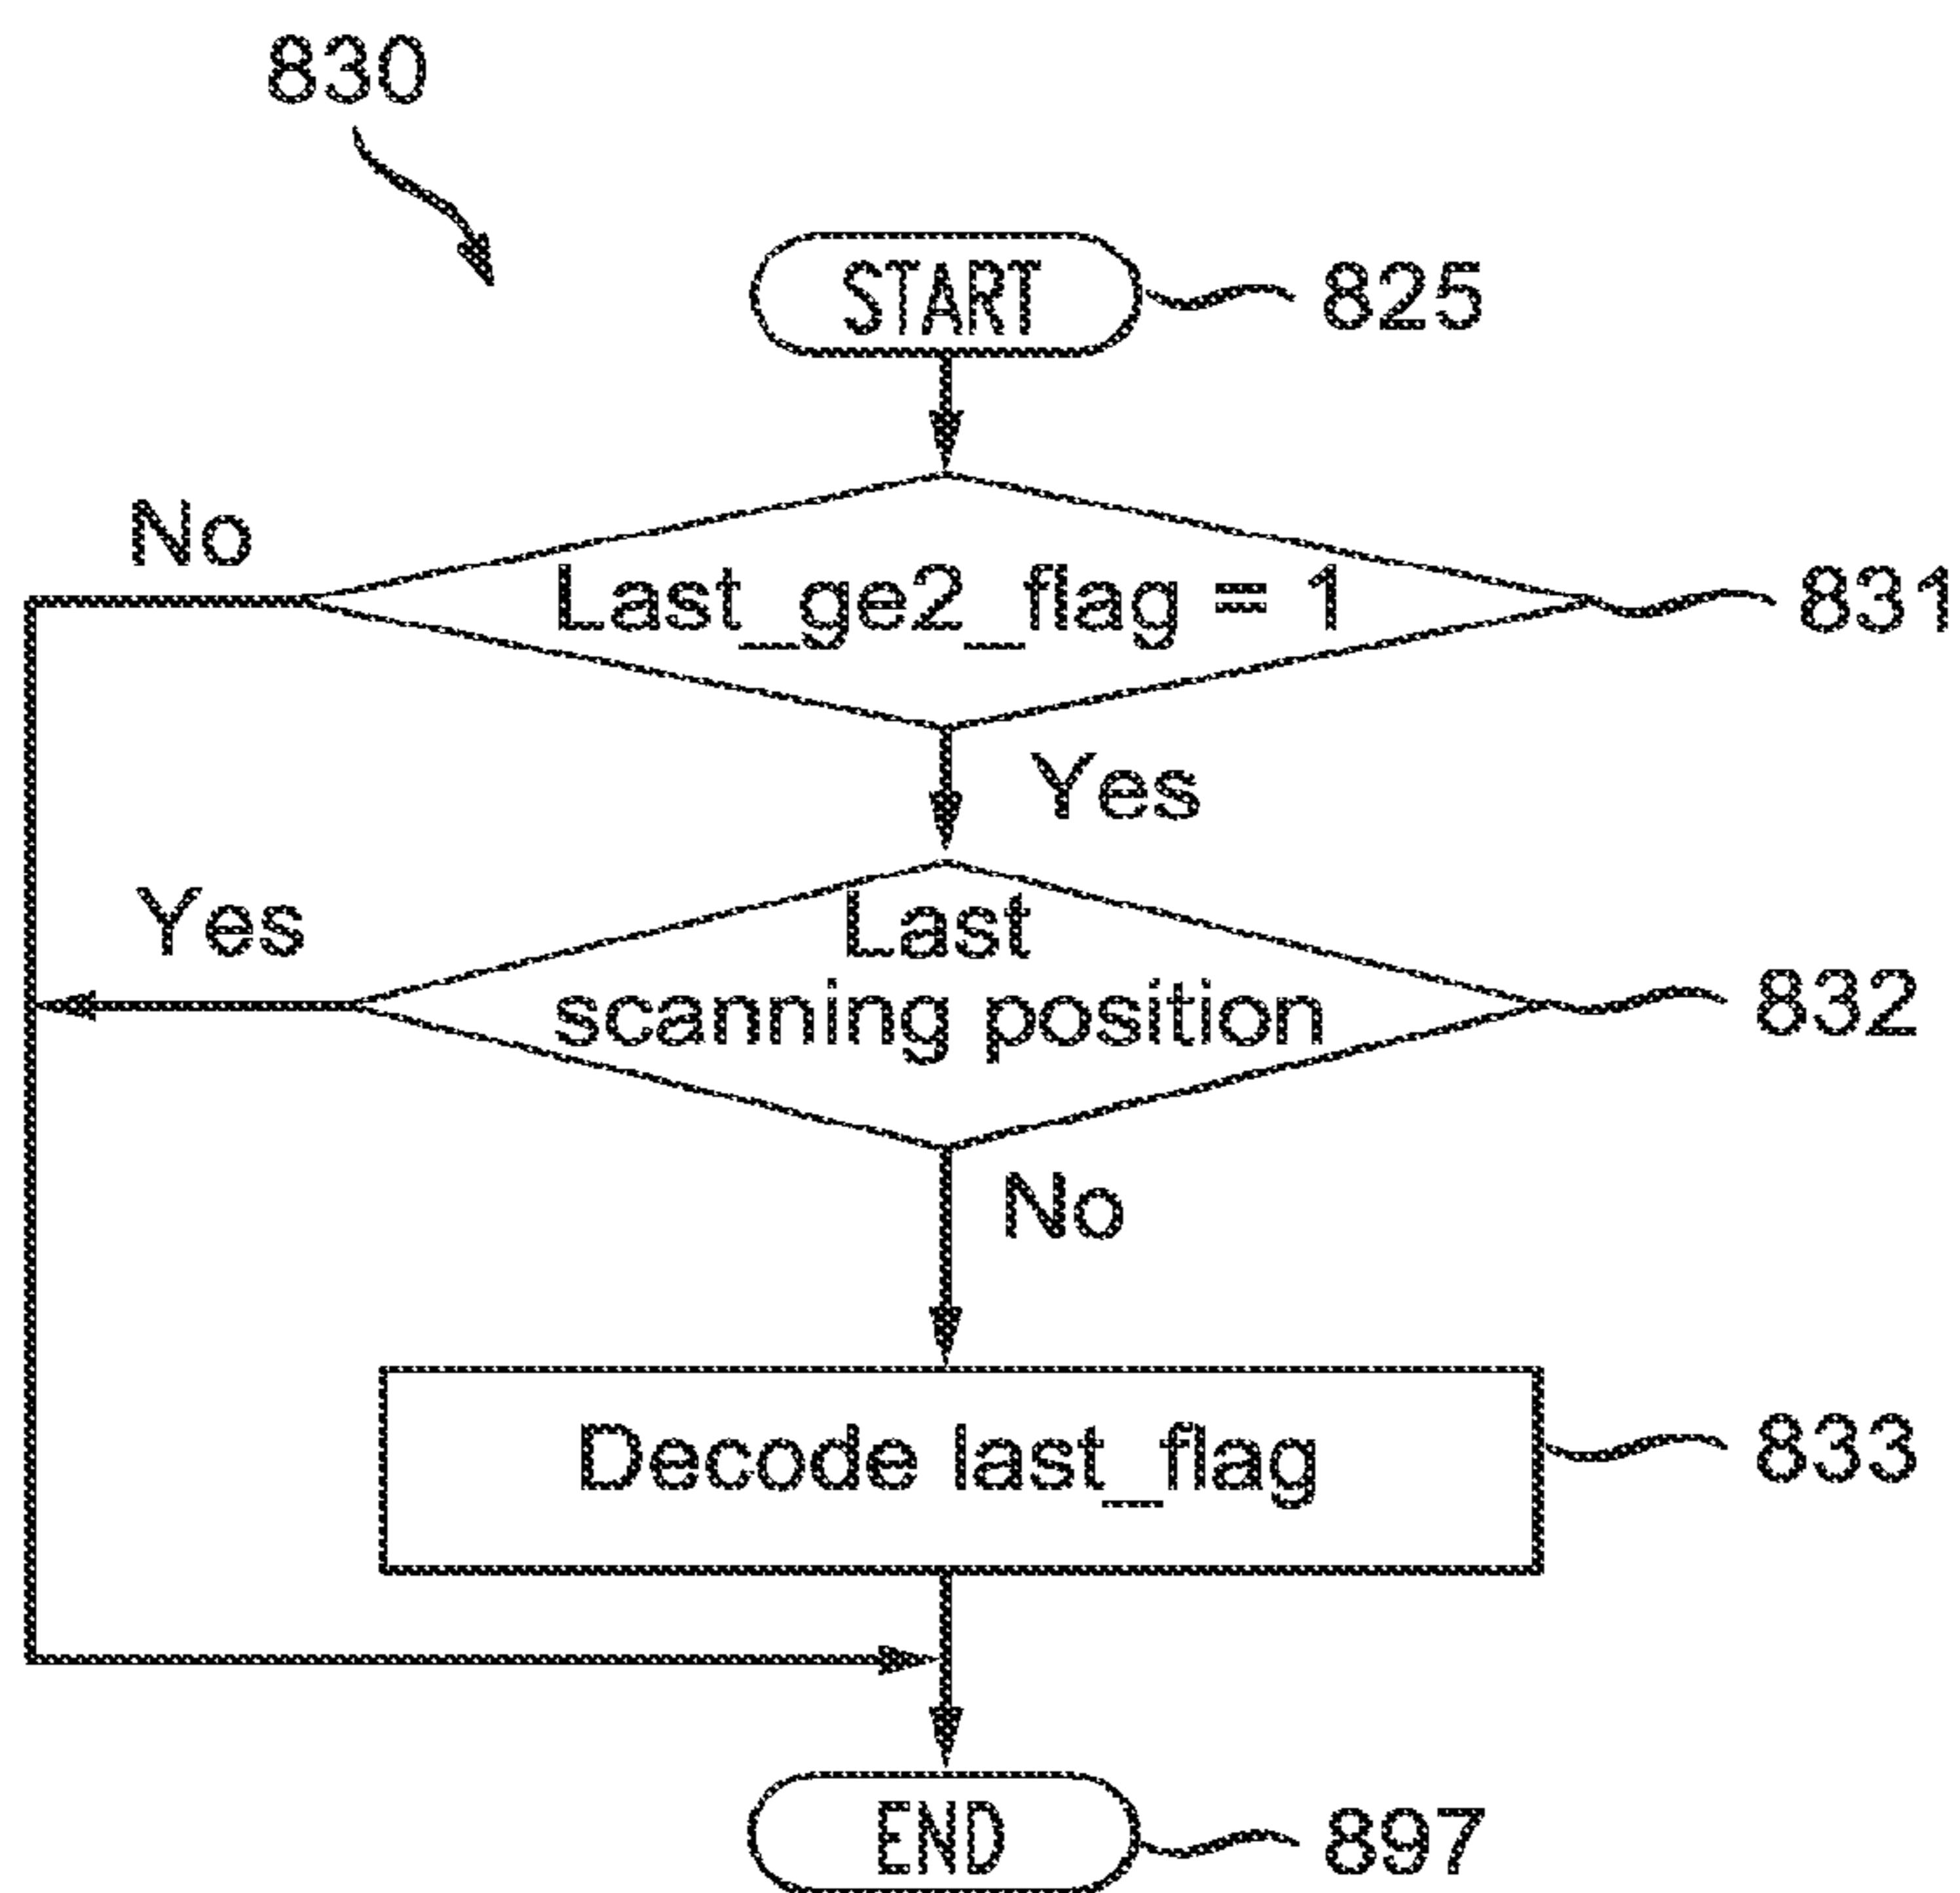 830
START
825
No
Last_ge2_flag = 1
831
Yes
Yes
Last
scanning position
832
No
Decode last_flag
833
END
897